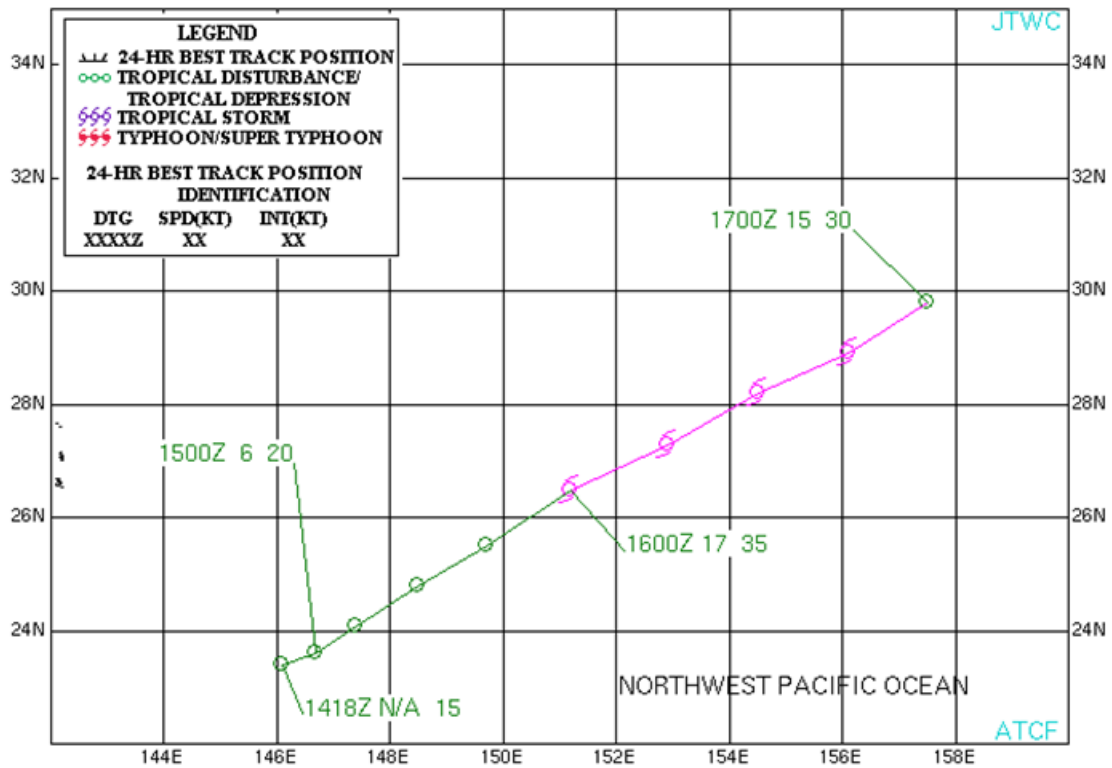 JTWC
LEGEND
24-HR BEST TRACK POSITION
TROPICAL DISTURBANCE/
TROPICAL DEPRESSION
TROPICAL STORM
TYPHOON/SUPER TYPHOON
24-HR BEST TRACK POSITION
IDENTIFICATION
DTG SPD(KT) INT(KT)
XXXXZ XX XX
34N 34N
32N 32N
1700Z 15 30
30N 30N
28N 28N
1500Z 6 20
26N 26N
1600Z 17 35
24N 24N
NORTHWEST PACIFIC OCEAN
1418Z N/A 15
ATCF
144E 146E 148E 150E 152E 154E 156E 158E